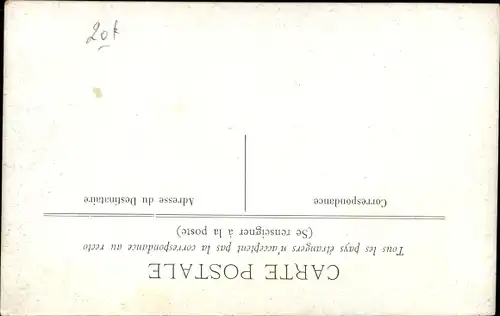 CARTE POSTALE
Tous les pays étrangers n'acceptent pas la correspondance au recto
(Se renseigner à la poste)
Correspondance
Adresse du Destinataire